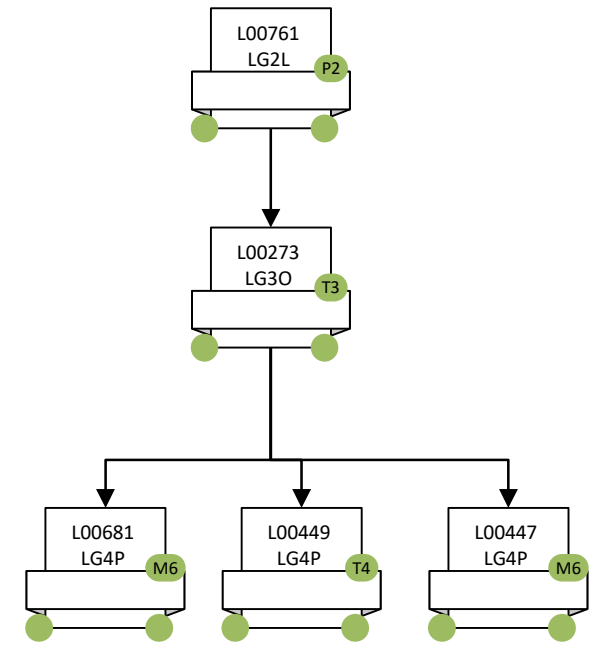 L00761
LG2L
P2
L00273
LG3O
T3
L00681
LG4P
M6
L00449
LG4P
T4
L00447
LG4P
M6